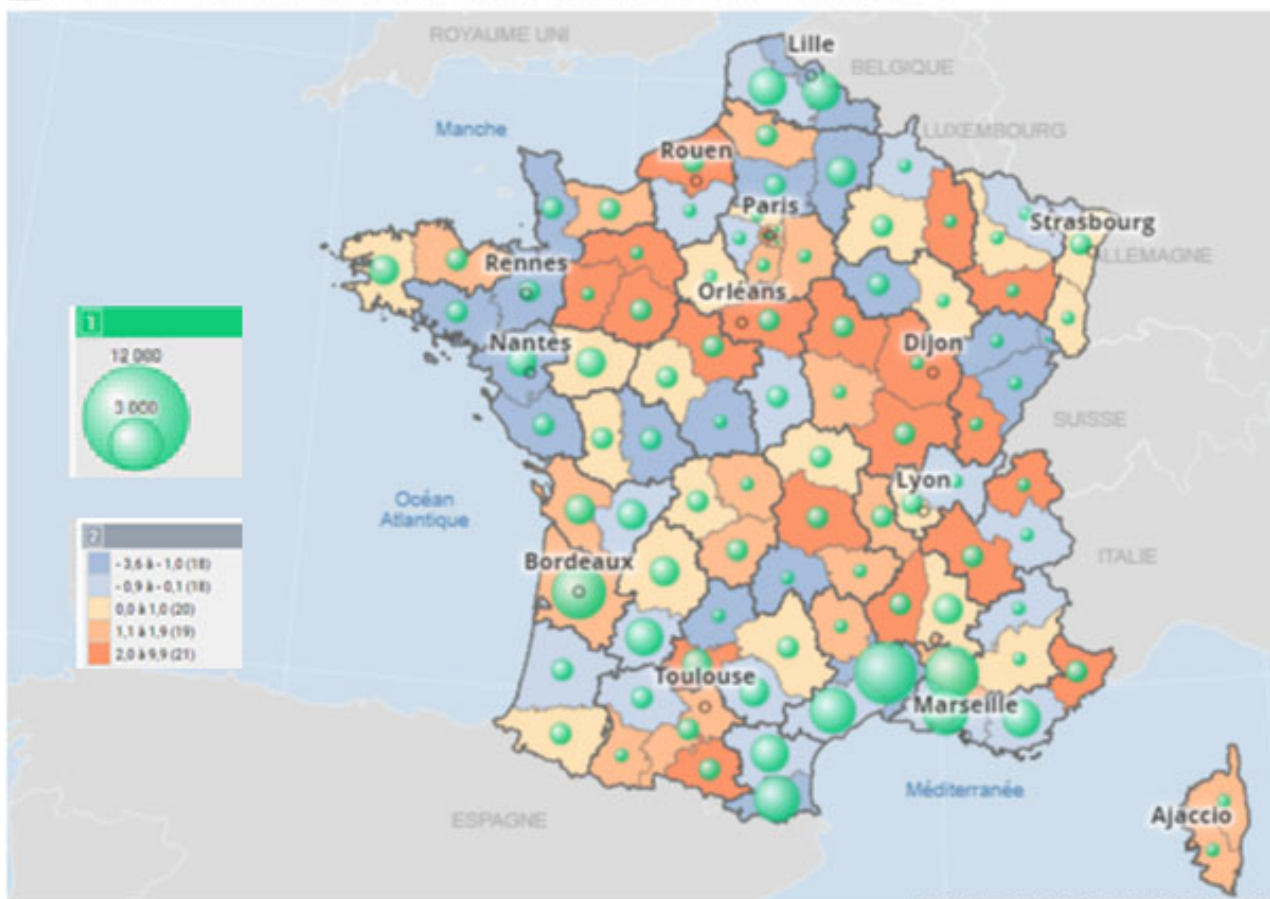 ROYAUME UNI
Lille
BELGIQUE
Manche
LUXEMBOURG
Rouen
Paris
Strasbourg
ALLEMAGNE
Rennes
Orléans
1
12 000
3 000
Nantes
Dijon
SUISSE
Lyon
Océan
Atlantique
2
- 3,6 à - 1,0 (18)
- 0,9 à - 0,1 (18)
0,0 à 1,0 (20)
1,1 à 1,9 (19)
2,0 à 9,9 (21)
ITALIE
Bordeaux
Toulouse
Marseille
Méditerranée
ESPAGNE
Ajaccio